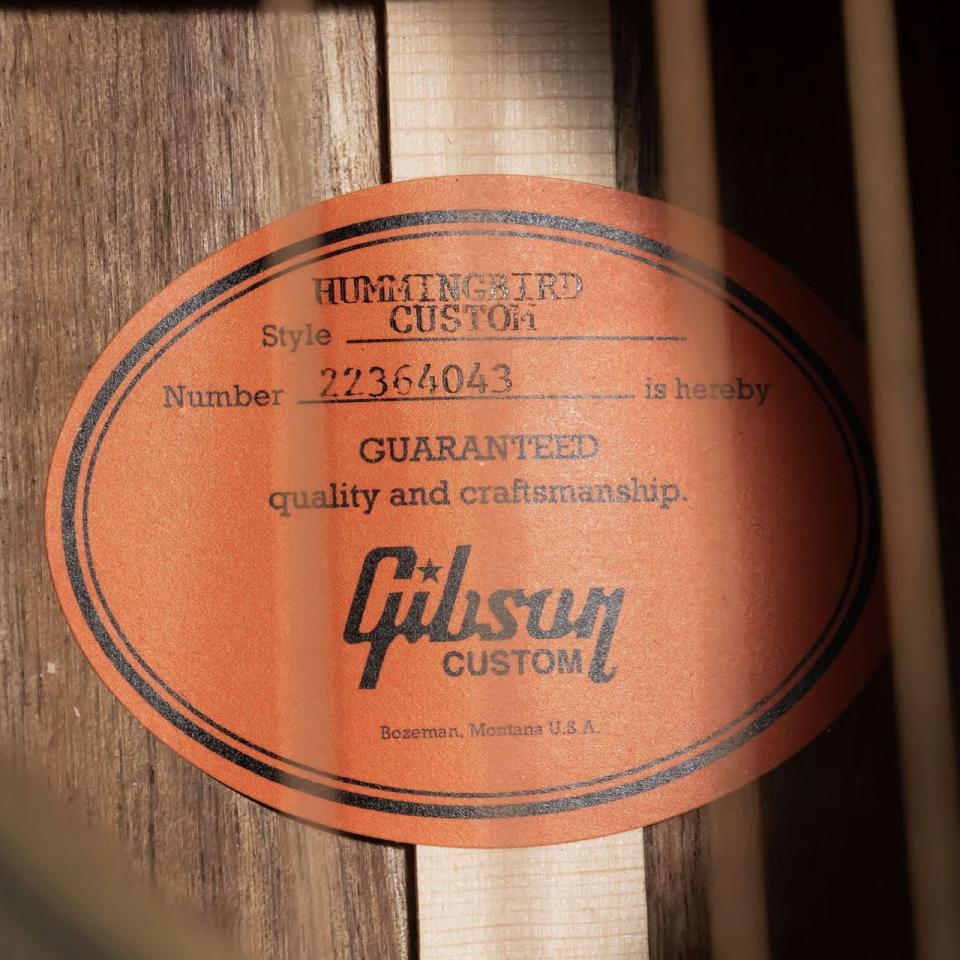 HUMMINGBIRD
CUSTOM
Style
Number 22364043 is hereby
GUARANTEED
quality and craftsmanship.
Gibson
CUSTOM
Bozeman, Montana U.S.A.